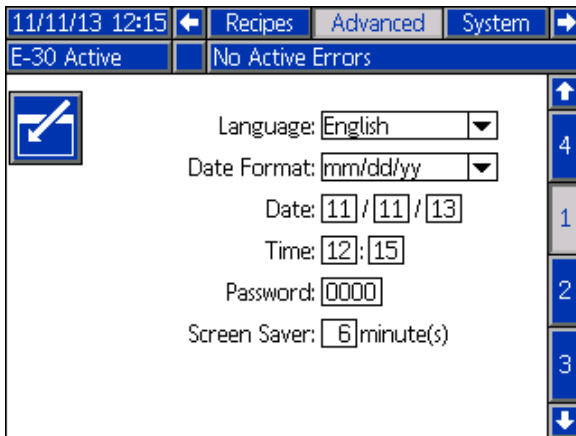 11/11/13 12:15 Recipes Advanced System
E-30 Active No Active Errors
Language: English
4
Date Format: mm/dd/yy
Date: 11 / 11 / 13
1
Time: 12 : 15
Password: 0000
2
Screen Saver: 6 minute(s)
3